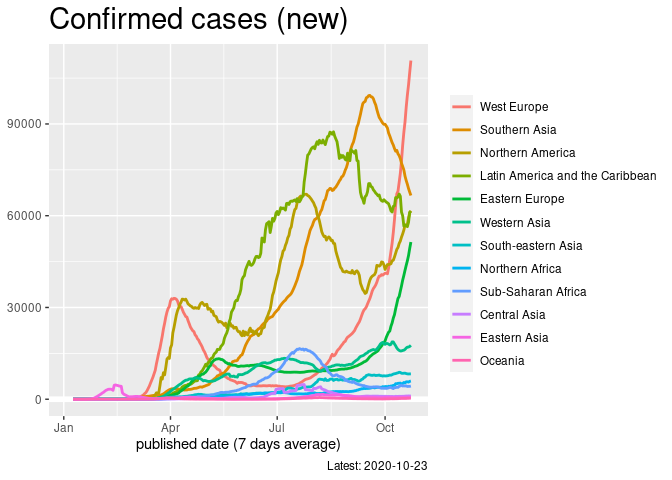 Confirmed cases (new)
90000
60000
30000
0
Jan
Apr
Jul
Oct
published date (7 days average)
Latest: 2020-10-23
West Europe
Southern Asia
Northern America
Latin America and the Caribbean
Eastern Europe
Western Asia
South-eastern Asia
Northern Africa
Sub-Saharan Africa
Central Asia
Eastern Asia
Oceania